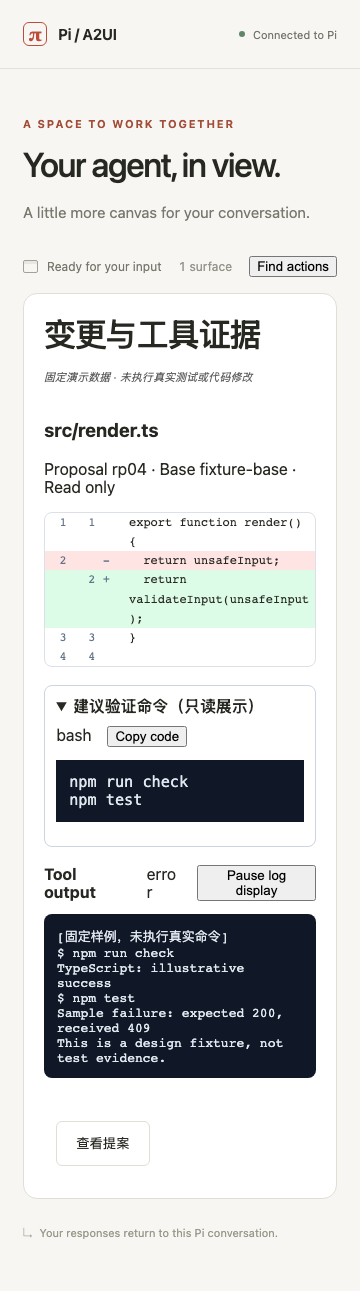 π Pi / A2UI
Connected to Pi
A SPACE TO WORK TOGETHER
Your agent, in view.
A little more canvas for your conversation.
Ready for your input 1 surface Find actions
变更与工具证据
固定演示数据 · 未执行真实测试或代码修改
src/render.ts
Proposal rp04 · Base fixture-base ·
Read only
1 1 export function render()
{
2 - return unsafeInput;
2 + return
validateInput(unsafeInput
);
3 3 }
4 4
▼ 建议验证命令（只读展示）
bash Copy code
npm run check
npm test
Tool
output
erro
r
Pause log
display
[固定样例，未执行真实命令]
$ npm run check
TypeScript: illustrative
success
$ npm test
Sample failure: expected 200,
received 409
This is a design fixture, not
test evidence.
查看提案
Your responses return to this Pi conversation.